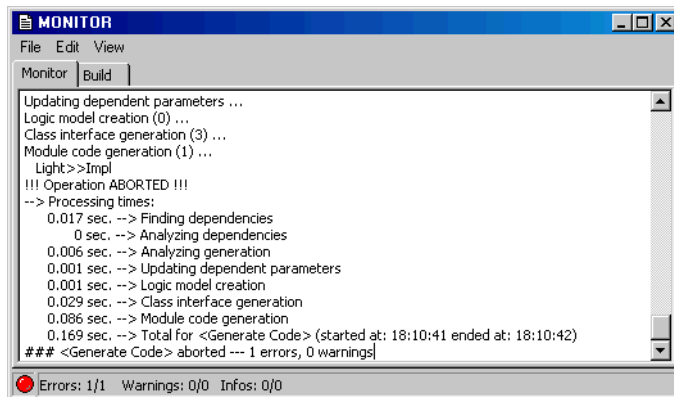 MONITOR
File Edit View
Monitor Build
Updating dependent parameters ...
Logic model creation (0) ...
Class interface generation (3) ...
Module code generation (1) ...
Light>>Impl
!!! Operation ABORTED !!!
--> Processing times:
0.017 sec. --> Finding dependencies
0 sec. --> Analyzing dependencies
0.006 sec. --> Analyzing generation
0.001 sec. --> Updating dependent parameters
0.001 sec. --> Logic model creation
0.029 sec. --> Class interface generation
0.086 sec. --> Module code generation
0.169 sec. --> Total for <Generate Code> (started at: 18:10:41 ended at: 18:10:42)
### <Generate Code> aborted --- 1 errors, 0 warnings
Errors: 1/1 Warnings: 0/0 Infos: 0/0